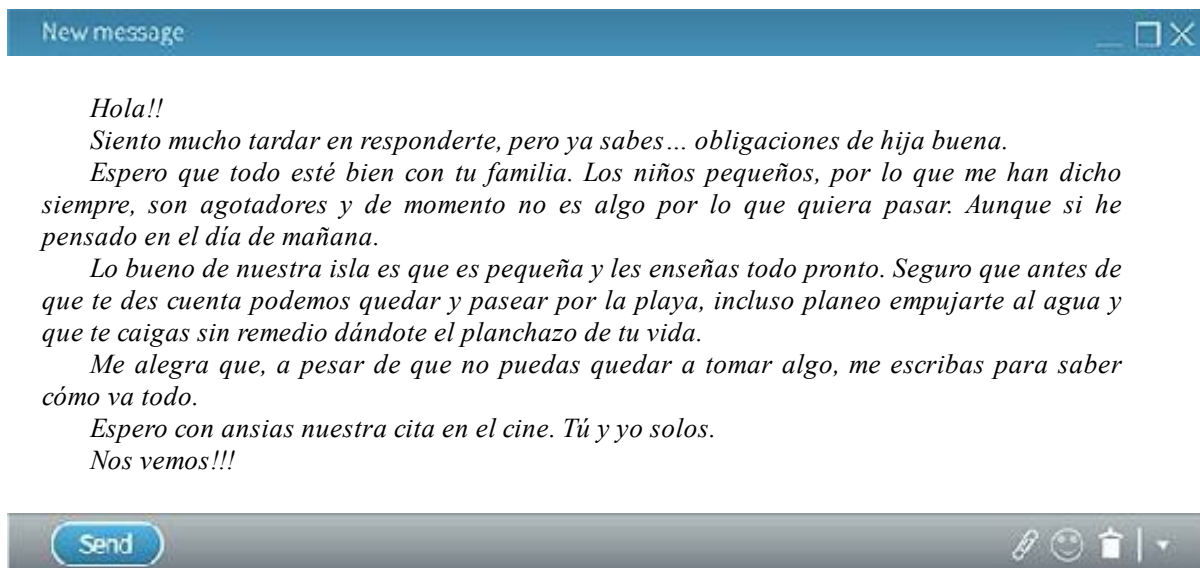 New message
Hola!!
Siento mucho tardar en responderte, pero ya sabes… obligaciones de hija buena.
Espero que todo esté bien con tu familia. Los niños pequeños, por lo que me han dicho
siempre, son agotadores y de momento no es algo por lo que quiera pasar. Aunque si he
pensado en el día de mañana.
Lo bueno de nuestra isla es que es pequeña y les enseñas todo pronto. Seguro que antes de
que te des cuenta podemos quedar y pasear por la playa, incluso planeo empujarte al agua y
que te caigas sin remedio dándote el planchazo de tu vida.
Me alegra que, a pesar de que no puedas quedar a tomar algo, me escribas para saber
cómo va todo.
Espero con ansias nuestra cita en el cine. Tú y yo solos.
Nos vemos!!!
Send